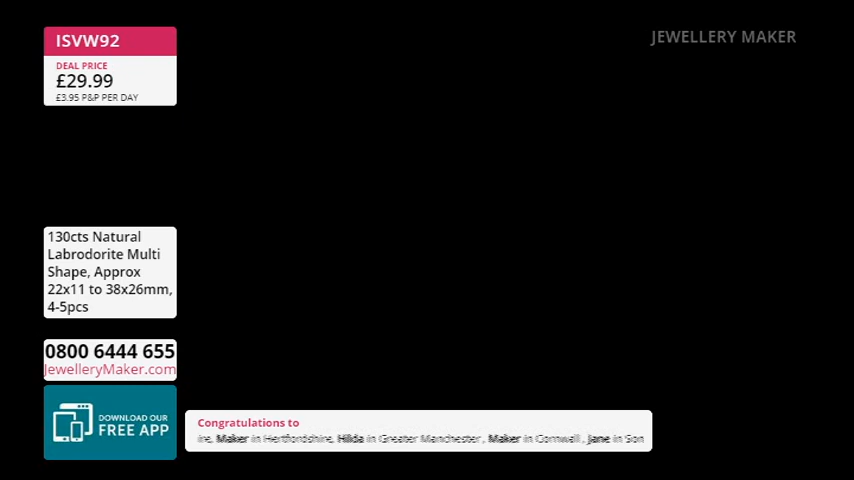 ISVW92
DEAL PRICE
£29.99
£3.95 P&P PER DAY
JEWELLERY MAKER
130cts Natural
Labrodorite Multi
Shape, Approx
22x11 to 38x26mm,
4-5pcs
0800 6444 655
JewelleryMaker.com
DOWNLOAD OUR
FREE APP
Congratulations to
ire, Maker in Hertfordshire, Hilda in Greater Manchester, Maker in Cornwall, Jane in Som